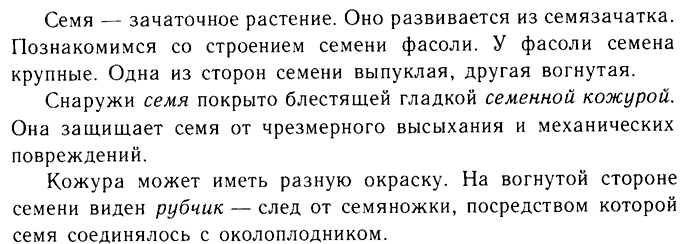 Семя — зачаточное растение. Оно развивается из семязачатка.
Познакомимся со строением семени фасоли. У фасоли семена
крупные. Одна из сторон семени выпуклая, другая вогнутая.
Снаружи семя покрыто блестящей гладкой семенной кожурой.
Она защищает семя от чрезмерного высыхания и механических
повреждений.
Кожура может иметь разную окраску. На вогнутой стороне
семени виден рубчик — след от семяножки, посредством которой
семя соединялось с околоплодником.